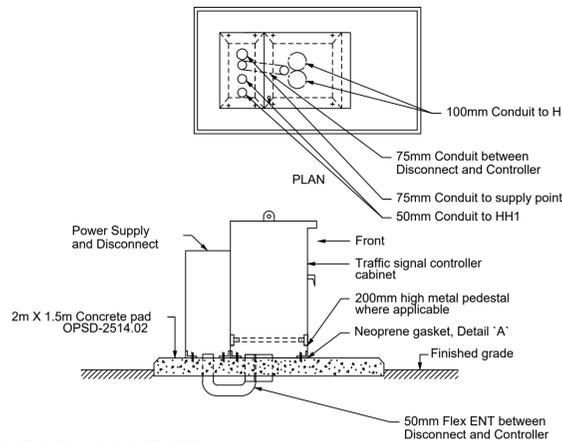 100mm Conduit to H
75mm Conduit between
Disconnect and Controller
PLAN
75mm Conduit to supply point
50mm Conduit to HH1
Power Supply
and Disconnect
Front
Traffic signal controller
cabinet
200mm high metal pedestal
where applicable
2m X 1.5m Concrete pad
OPSD-2514.02
Neoprene gasket, Detail `A`
Finished grade
50mm Flex ENT between
Disconnect and Controller